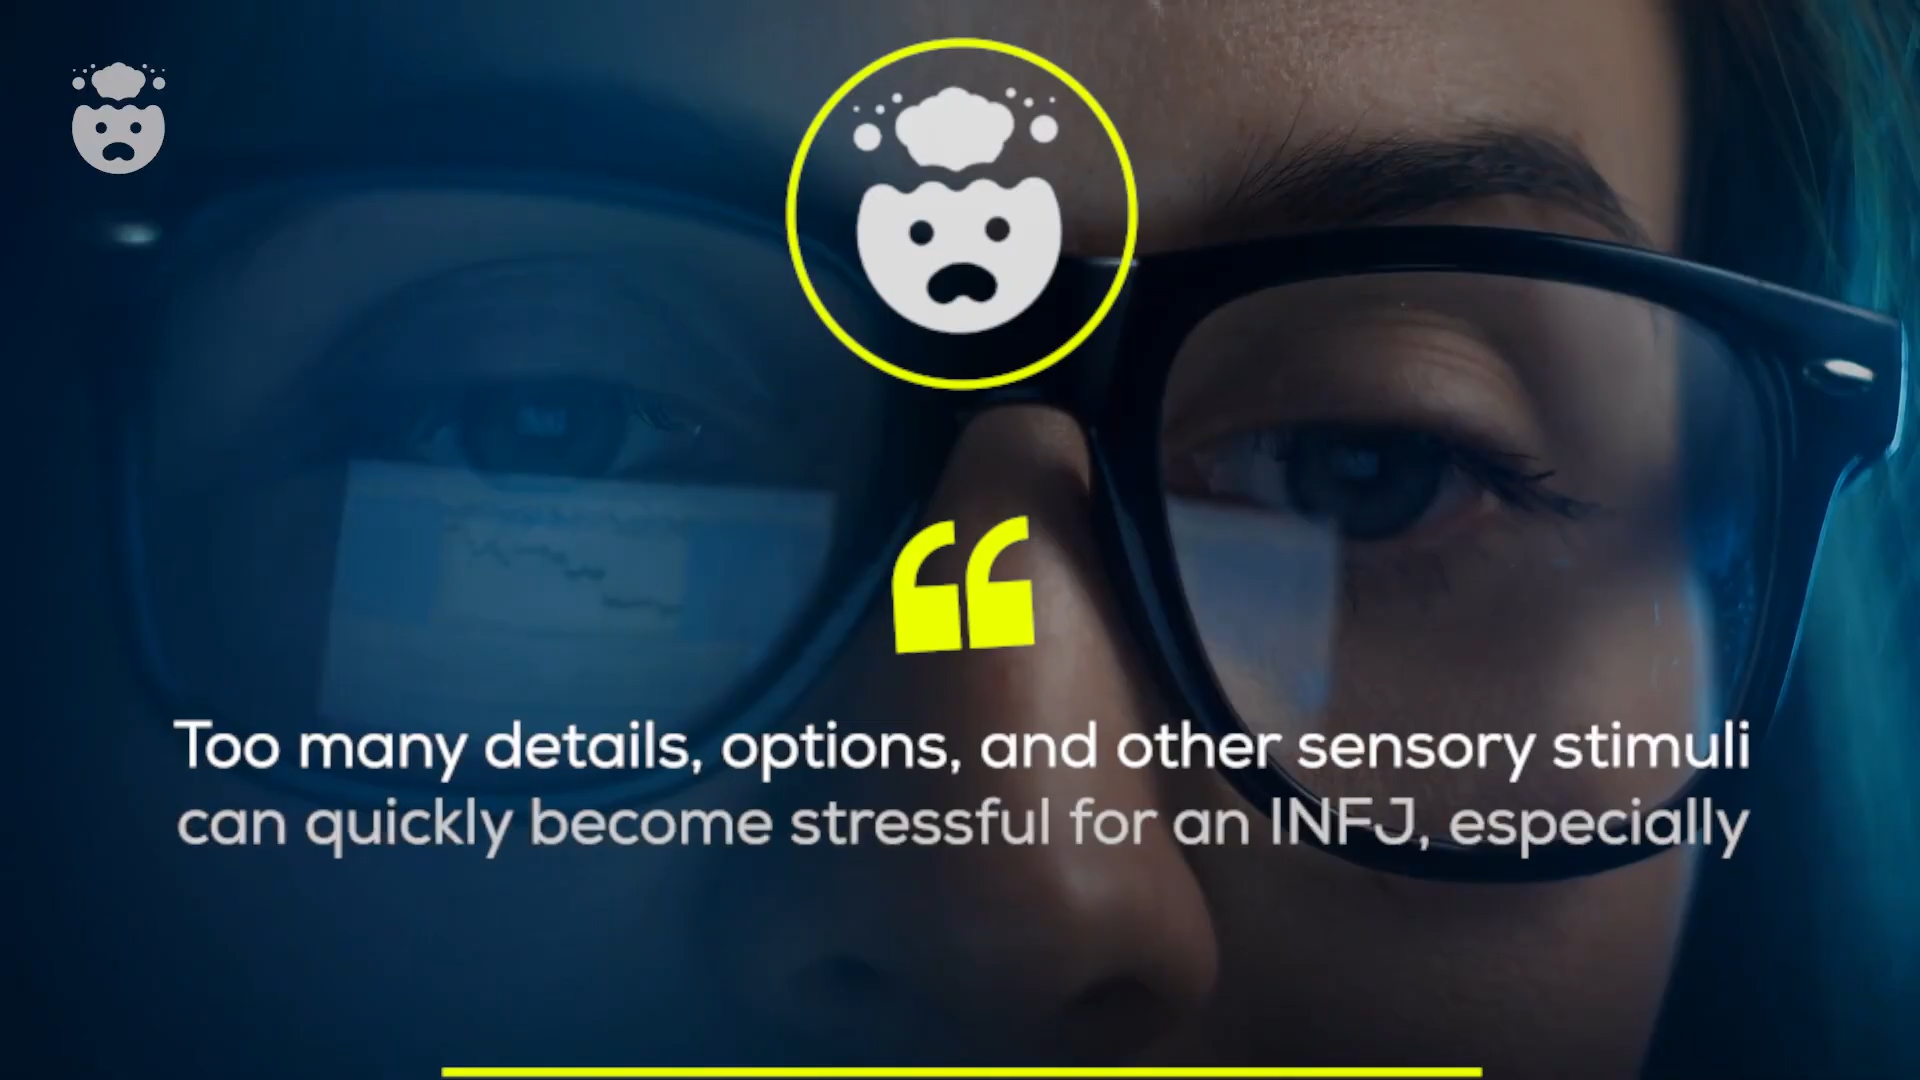 “
Too many details, options, and other sensory stimuli
can quickly become stressful for an INFJ, especially